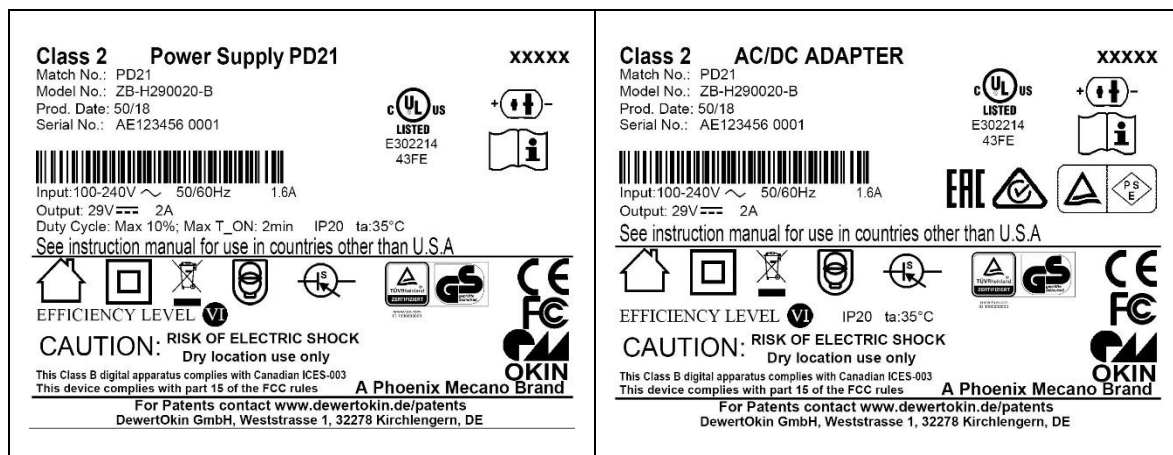 Class 2 Power Supply PD21 xxxxx
Match No.: PD21
Model No.: ZB-H290020-B
Prod. Date: 50/18
Serial No.: AE123456 0001
c UL us
LISTED
E302214
43FE
+ -
i
Input:100-240V ~ 50/60Hz 1.6A
Output: 29V 2A
Duty Cycle: Max 10%; Max T_ON: 2min IP20 ta:35°C
See instruction manual for use in countries other than U.S.A
S
TÜVRheinland
ZERTIFIZIERT
GS
CE
FC
EFFICIENCY LEVEL VI
CAUTION: RISK OF ELECTRIC SHOCK
Dry location use only
OKIN
This Class B digital apparatus complies with Canadian ICES-003
This device complies with part 15 of the FCC rules
A Phoenix Mecano Brand
For Patents contact www.dewertokin.de/patents
DewertOkin GmbH, Weststrasse 1, 32278 Kirchlengern, DE
Class 2 AC/DC ADAPTER xxxxx
Match No.: PD21
Model No.: ZB-H290020-B
Prod. Date: 50/18
Serial No.: AE123456 0001
c UL us
LISTED
E302214
43FE
+ -
i
EAC
P S
E
Input:100-240V ~ 50/60Hz 1.6A
Output: 29V 2A
See instruction manual for use in countries other than U.S.A
S
TÜVRheinland
ZERTIFIZIERT
GS
CE
FC
EFFICIENCY LEVEL VI IP20 ta:35°C
CAUTION: RISK OF ELECTRIC SHOCK
Dry location use only
OKIN
This Class B digital apparatus complies with Canadian ICES-003
This device complies with part 15 of the FCC rules
A Phoenix Mecano Brand
For Patents contact www.dewertokin.de/patents
DewertOkin GmbH, Weststrasse 1, 32278 Kirchlengern, DE